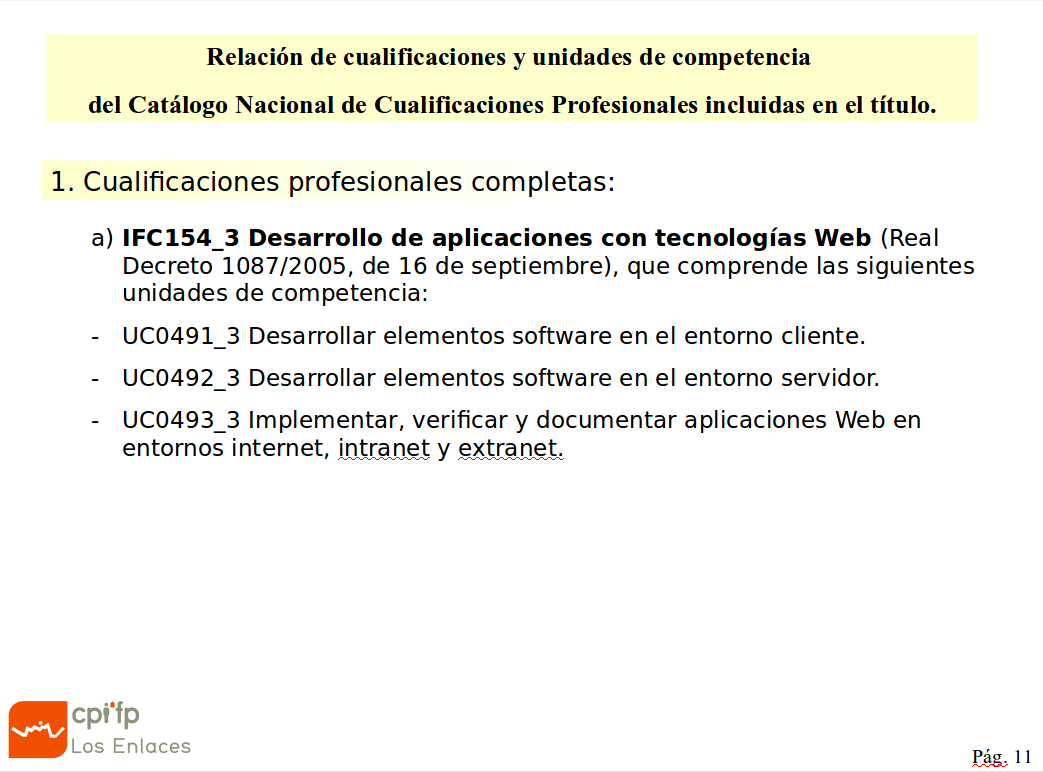 Relación de cualificaciones y unidades de competencia
del Catálogo Nacional de Cualificaciones Profesionales incluidas en el título.
1. Cualificaciones profesionales completas:
a) IFC154_3 Desarrollo de aplicaciones con tecnologías Web (Real
Decreto 1087/2005, de 16 de septiembre), que comprende las siguientes
unidades de competencia:
- UC0491_3 Desarrollar elementos software en el entorno cliente.
- UC0492_3 Desarrollar elementos software en el entorno servidor.
- UC0493_3 Implementar, verificar y documentar aplicaciones Web en
entornos internet, intranet y extranet.
cpiifp
Los Enlaces
Pág. 11